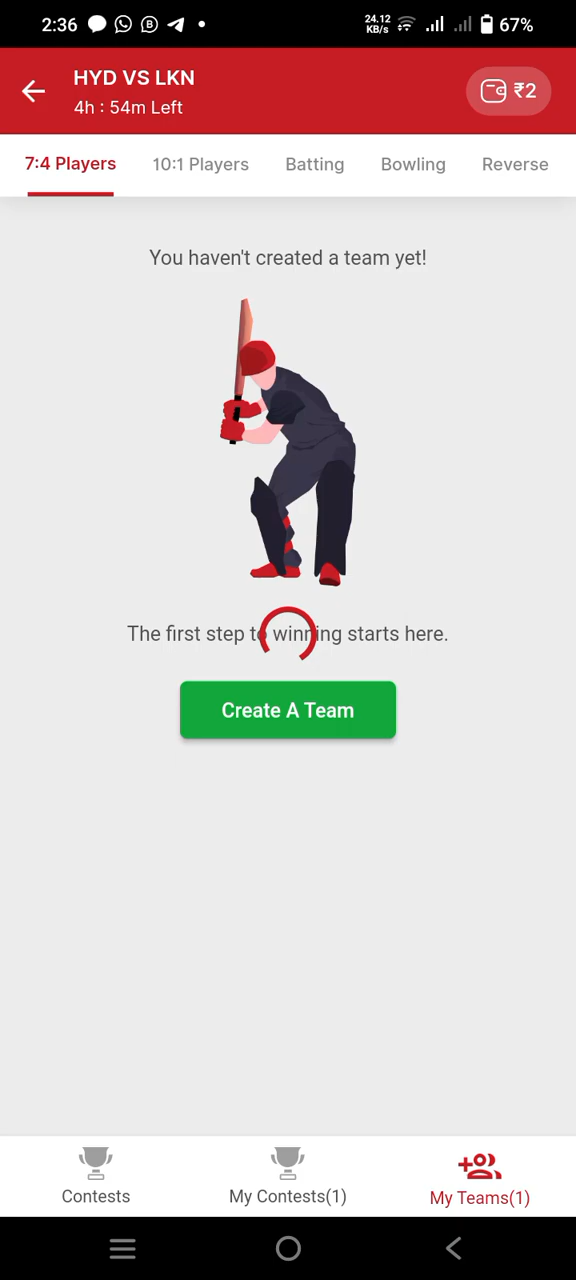 2:36
24.12
KB/s
67%
HYD VS LKN
4h : 54m Left
₹2
7:4 Players
10:1 Players
Batting
Bowling
Reverse
You haven't created a team yet!
The first step to winning starts here.
Create A Team
Contests
My Contests(1)
My Teams(1)